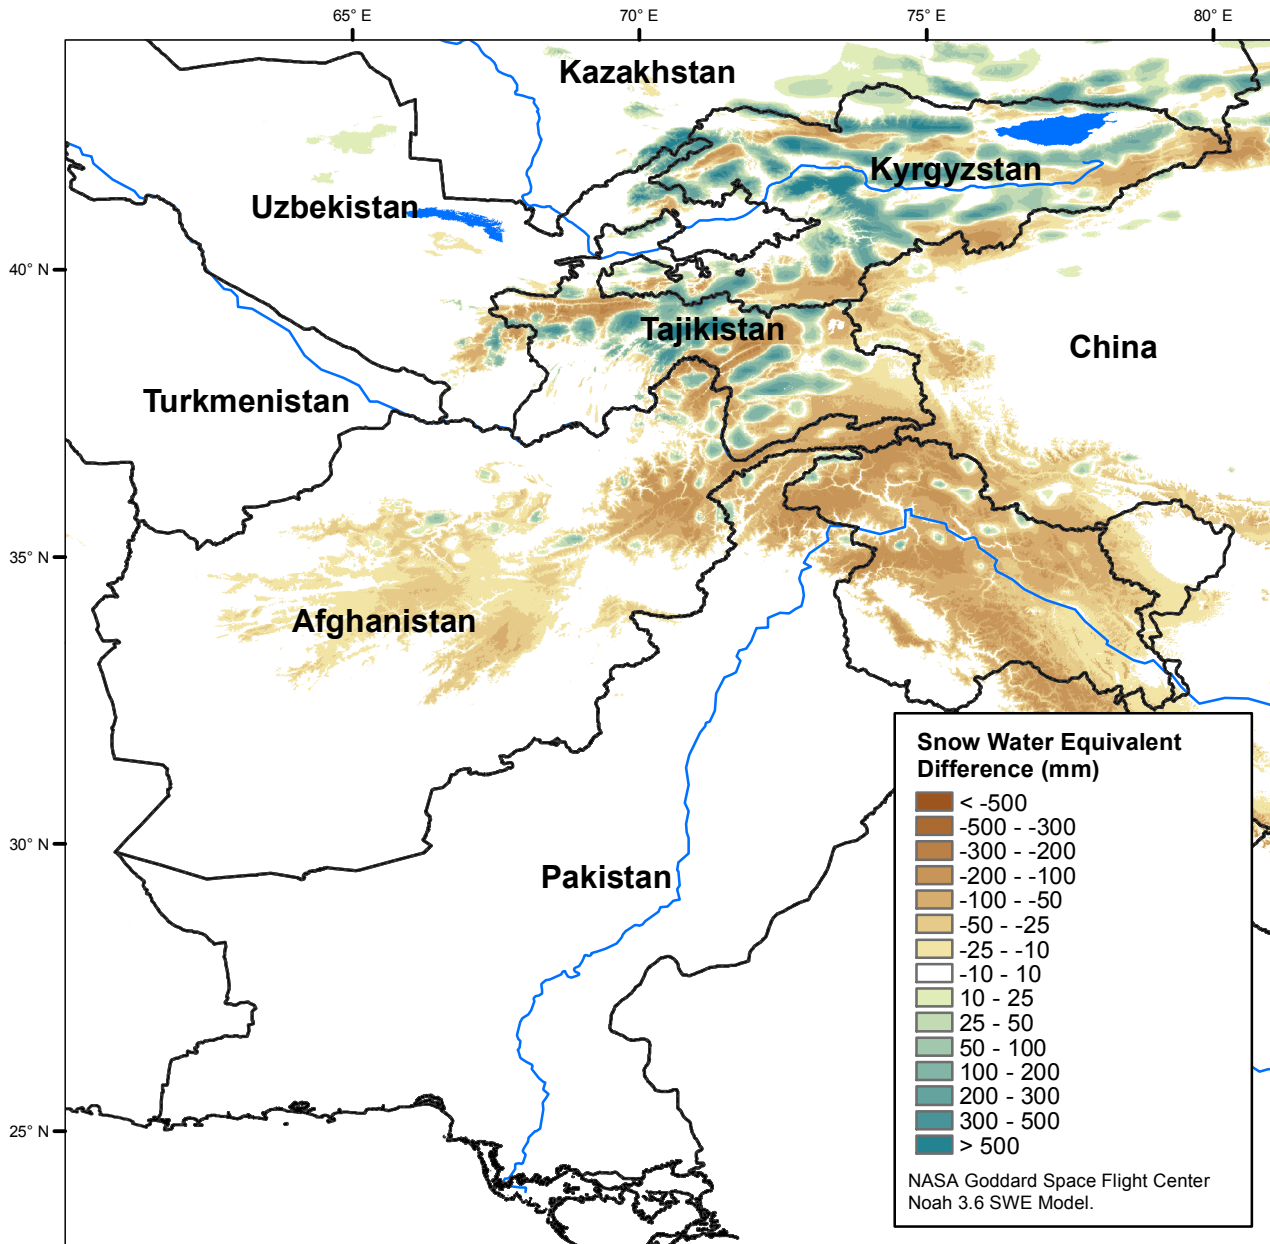 65° E
70° E
75° E
80° E
Kazakhstan
Kyrgyzstan
Uzbekistan
40° N
Tajikistan
China
Turkmenistan
35° N
Afghanistan
30° N
Pakistan
25° N
Snow Water Equivalent
Difference (mm)
< -500
-500 - -300
-300 - -200
-200 - -100
-100 - -50
-50 - -25
-25 - -10
-10 - 10
10 - 25
25 - 50
50 - 100
100 - 200
200 - 300
300 - 500
> 500
NASA Goddard Space Flight Center
Noah 3.6 SWE Model.